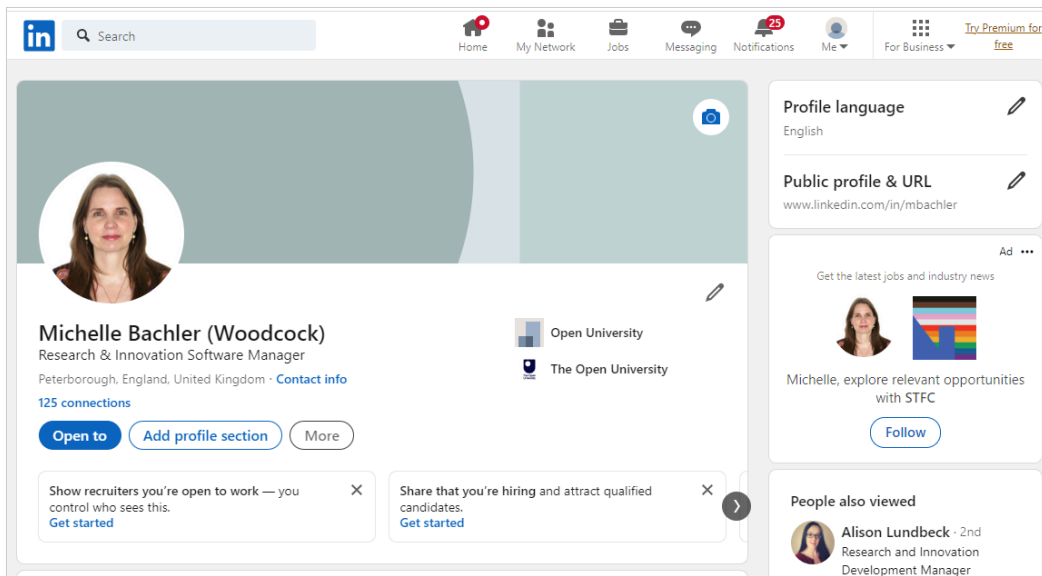 in
Search
Home
My Network
Jobs
Messaging
25
Notifications
Me
For Business
Try Premium for
free
Michelle Bachler (Woodcock)
Research & Innovation Software Manager
Peterborough, England, United Kingdom · Contact info
125 connections
Open to
Add profile section
More
Open University
The Open University
Show recruiters you're open to work — you
control who sees this.
Get started
Share that you're hiring and attract qualified
candidates.
Get started
Profile language
English
Public profile & URL
www.linkedin.com/in/mbachler
Ad
Get the latest jobs and industry news
Michelle, explore relevant opportunities
with STFC
Follow
People also viewed
Alison Lundbeck · 2nd
Research and Innovation
Development Manager